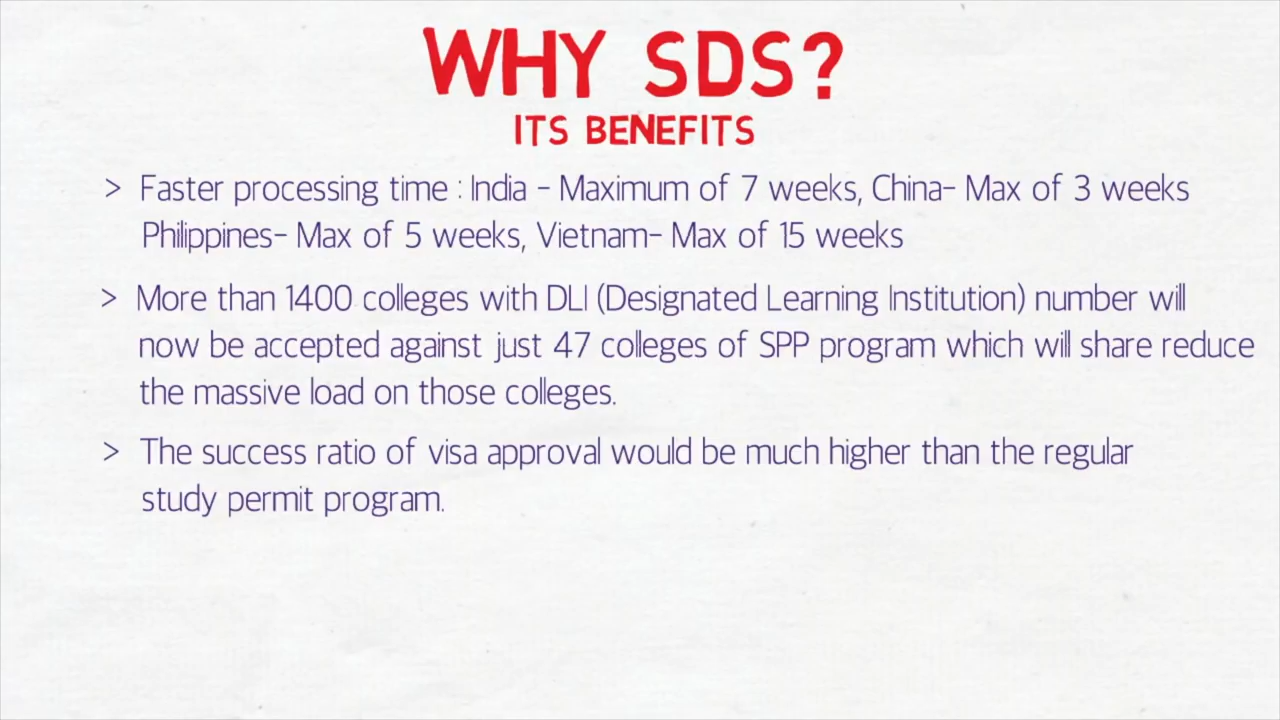 WHY SDS?
ITS BENEFITS
> Faster processing time : India - Maximum of 7 weeks, China- Max of 3 weeks
Philippines- Max of 5 weeks, Vietnam- Max of 15 weeks
> More than 1400 colleges with DLI (Designated Learning Institution) number will
now be accepted against just 47 colleges of SPP program which will share reduce
the massive load on those colleges.
> The success ratio of visa approval would be much higher than the regular
study permit program.